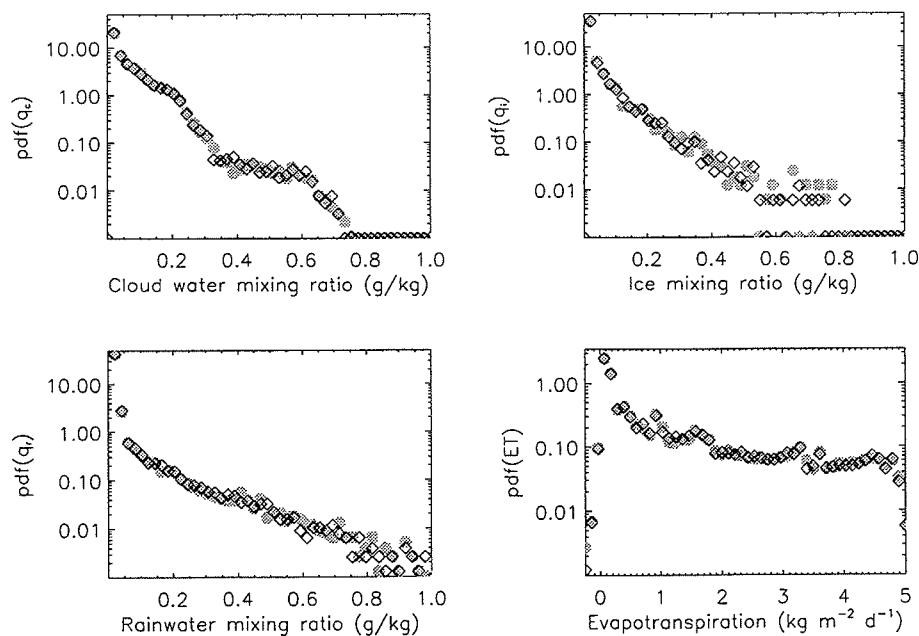 10.00
1.00
0.10
0.01
pdf(q_c)
0.2 0.4 0.6 0.8 1.0
Cloud water mixing ratio (g/kg)
10.00
1.00
0.10
0.01
pdf(q_i)
0.2 0.4 0.6 0.8 1.0
Ice mixing ratio (g/kg)
10.00
1.00
0.10
0.01
pdf(q_r)
0.2 0.4 0.6 0.8 1.0
Rainwater mixing ratio (g/kg)
1.00
0.10
0.01
pdf(ET)
0 1 2 3 4 5
Evapotranspiration (kg m⁻² d⁻¹)